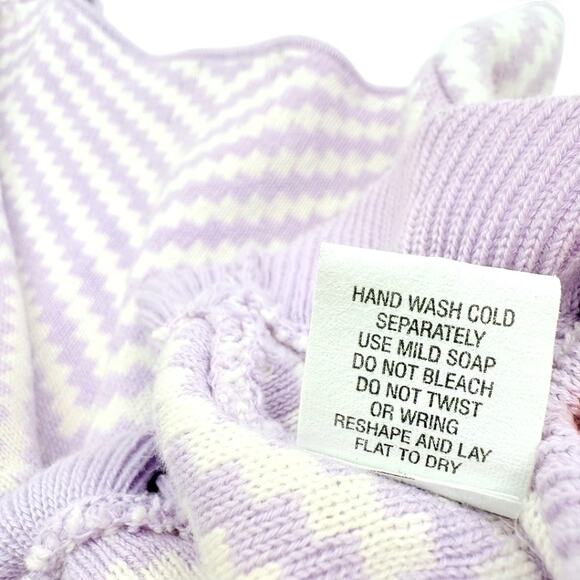 HAND WASH COLD
SEPARATELY
USE MILD SOAP
DO NOT BLEACH
DO NOT TWIST
OR WRING
RESHAPE AND LAY
FLAT TO DRY